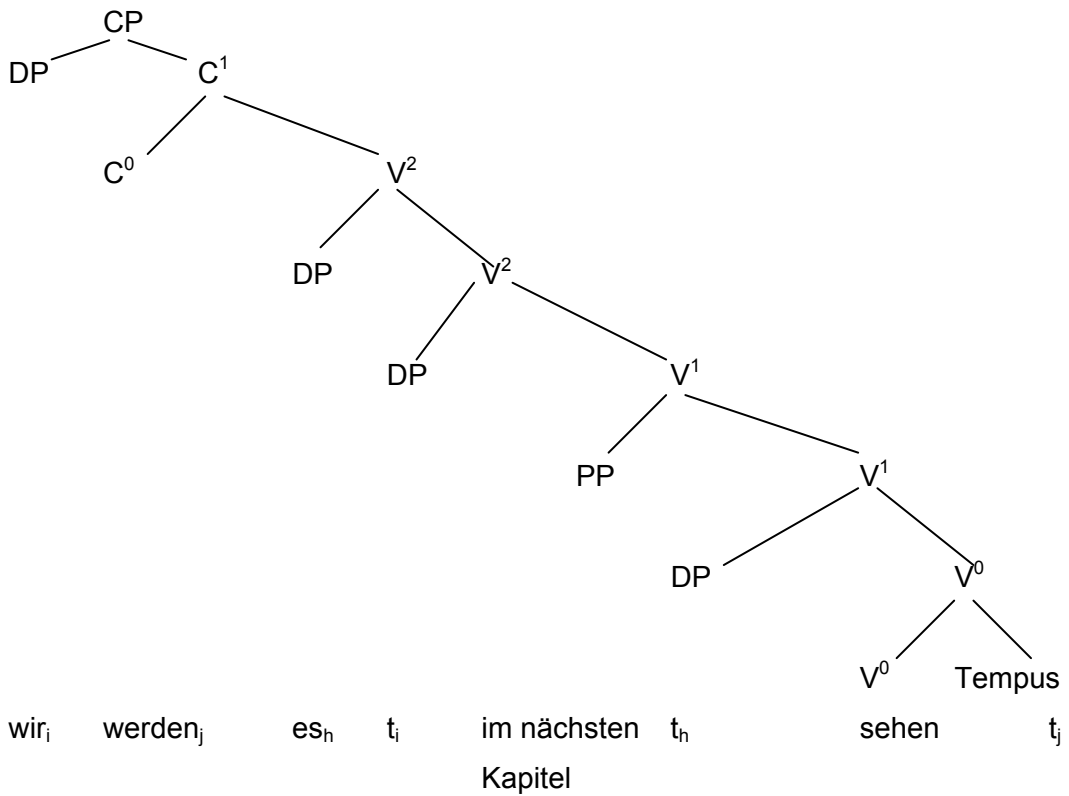 CP
DP C¹
C⁰ V²
DP V²
DP V¹
PP V¹
DP V⁰
V⁰ Tempus
wirᵢ werdenⱼ esₕ tᵢ im nächsten tₕ sehen tⱼ
Kapitel